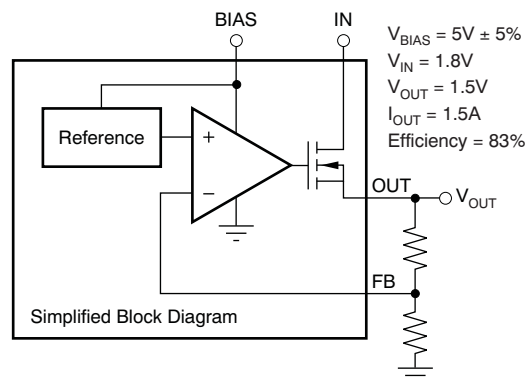 BIAS
IN
V_BIAS = 5V ± 5%
V_IN = 1.8V
V_OUT = 1.5V
I_OUT = 1.5A
Efficiency = 83%
Reference
+
−
OUT
V_OUT
FB
Simplified Block Diagram